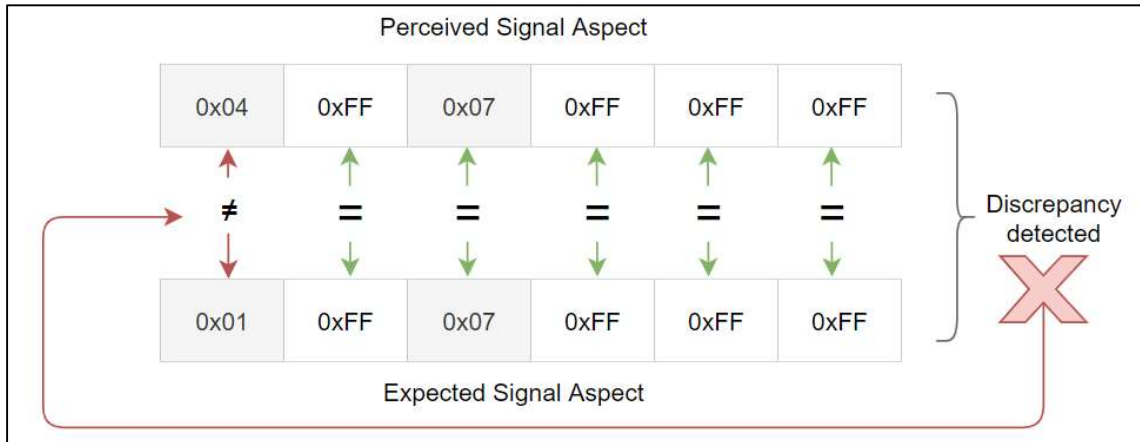 Perceived Signal Aspect
0x04 0xFF 0x07 0xFF 0xFF 0xFF
≠ = = = = =
Discrepancy
detected
0x01 0xFF 0x07 0xFF 0xFF 0xFF
Expected Signal Aspect